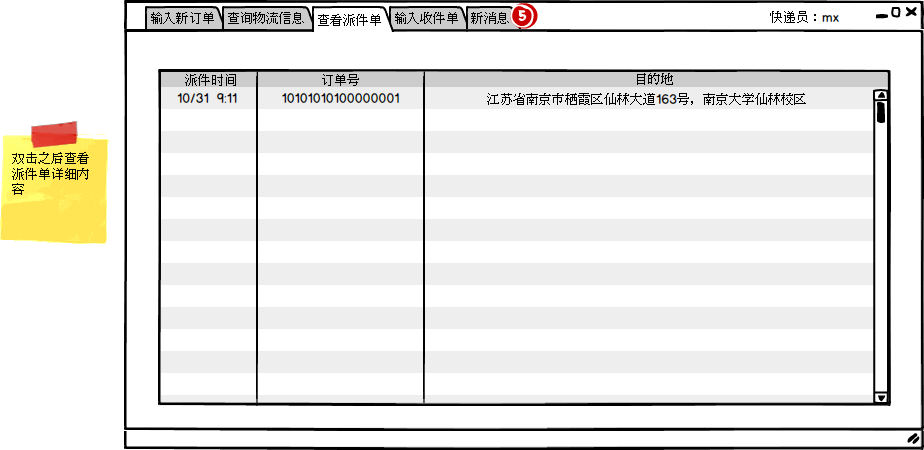 输入新订单 查询物流信息 查看派件单 输入收件单 新消息 5 快递员：mx
派件时间 订单号 目的地
10/31 9:11 10101010100000001 江苏省南京市栖霞区仙林大道163号，南京大学仙林校区
双击之后查看
派件单详细内
容